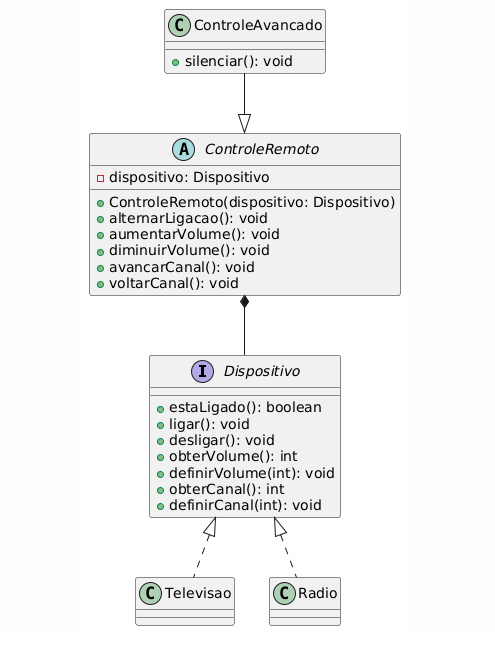 C ControleAvancado
silenciar(): void
A ControleRemoto
dispositivo: Dispositivo
ControleRemoto(dispositivo: Dispositivo)
alternarLigacao(): void
aumentarVolume(): void
diminuirVolume(): void
avancarCanal(): void
voltarCanal(): void
I Dispositivo
estaLigado(): boolean
ligar(): void
desligar(): void
obterVolume(): int
definirVolume(int): void
obterCanal(): int
definirCanal(int): void
C Televisao
C Radio